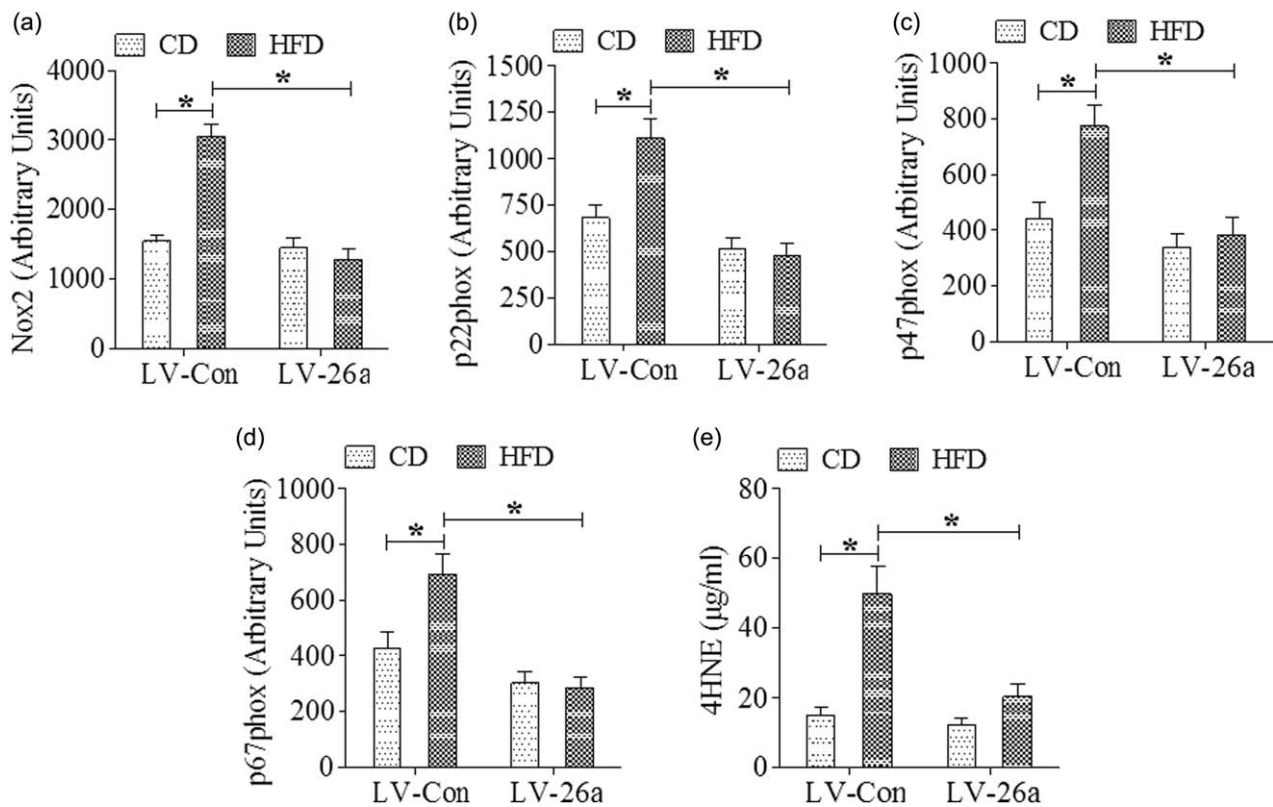 (a)
CD HFD
Nox2 (Arbitrary Units)
4000
3000
2000
1000
0
* *
LV-Con LV-26a
(b)
CD HFD
p22phox (Arbitrary Units)
1500
1250
1000
750
500
250
0
* *
LV-Con LV-26a
(c)
CD HFD
p47phox (Arbitrary Units)
1000
800
600
400
200
0
* *
LV-Con LV-26a
(d)
CD HFD
p67phox (Arbitrary Units)
1000
800
600
400
200
0
* *
LV-Con LV-26a
(e)
CD HFD
4HNE (µg/ml)
80
60
40
20
0
* *
LV-Con LV-26a